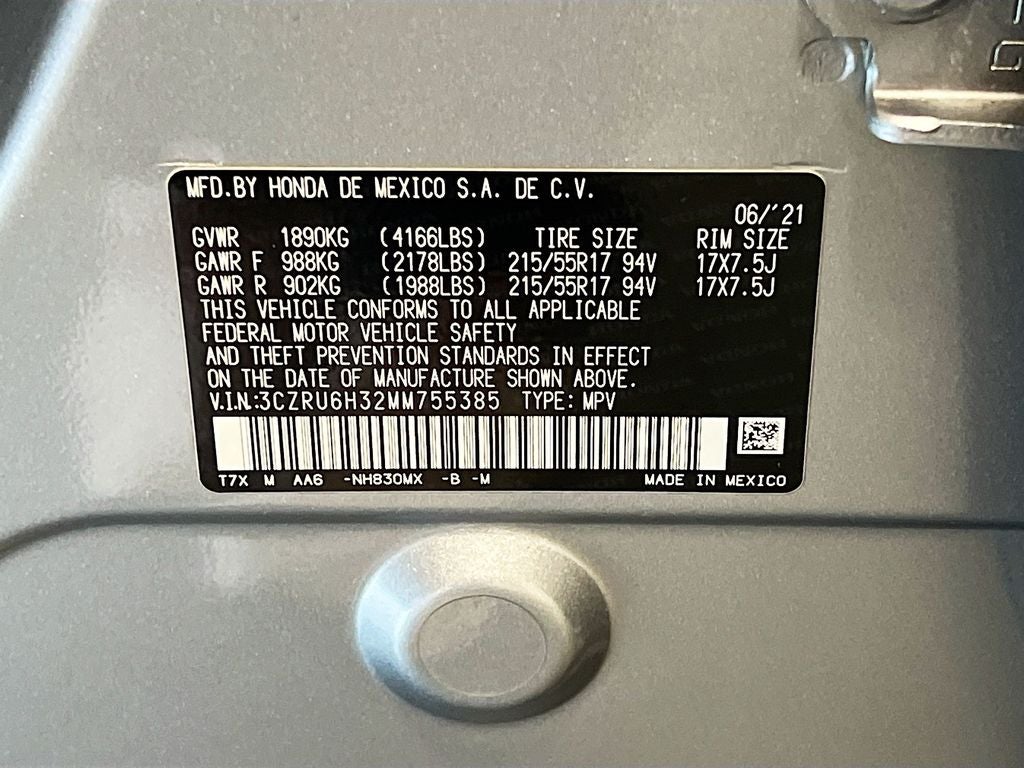 MFD.BY HONDA DE MEXICO S.A. DE C.V.
06/'21
GVWR 1890KG (4166LBS) TIRE SIZE RIM SIZE
GAWR F 988KG (2178LBS) 215/55R17 94V 17X7.5J
GAWR R 902KG (1988LBS) 215/55R17 94V 17X7.5J
THIS VEHICLE CONFORMS TO ALL APPLICABLE
FEDERAL MOTOR VEHICLE SAFETY
AND THEFT PREVENTION STANDARDS IN EFFECT
ON THE DATE OF MANUFACTURE SHOWN ABOVE.
V.I.N.:3CZRU6H32MM755385 TYPE: MPV
T7X M AA6 -NH830MX -B -M MADE IN MEXICO